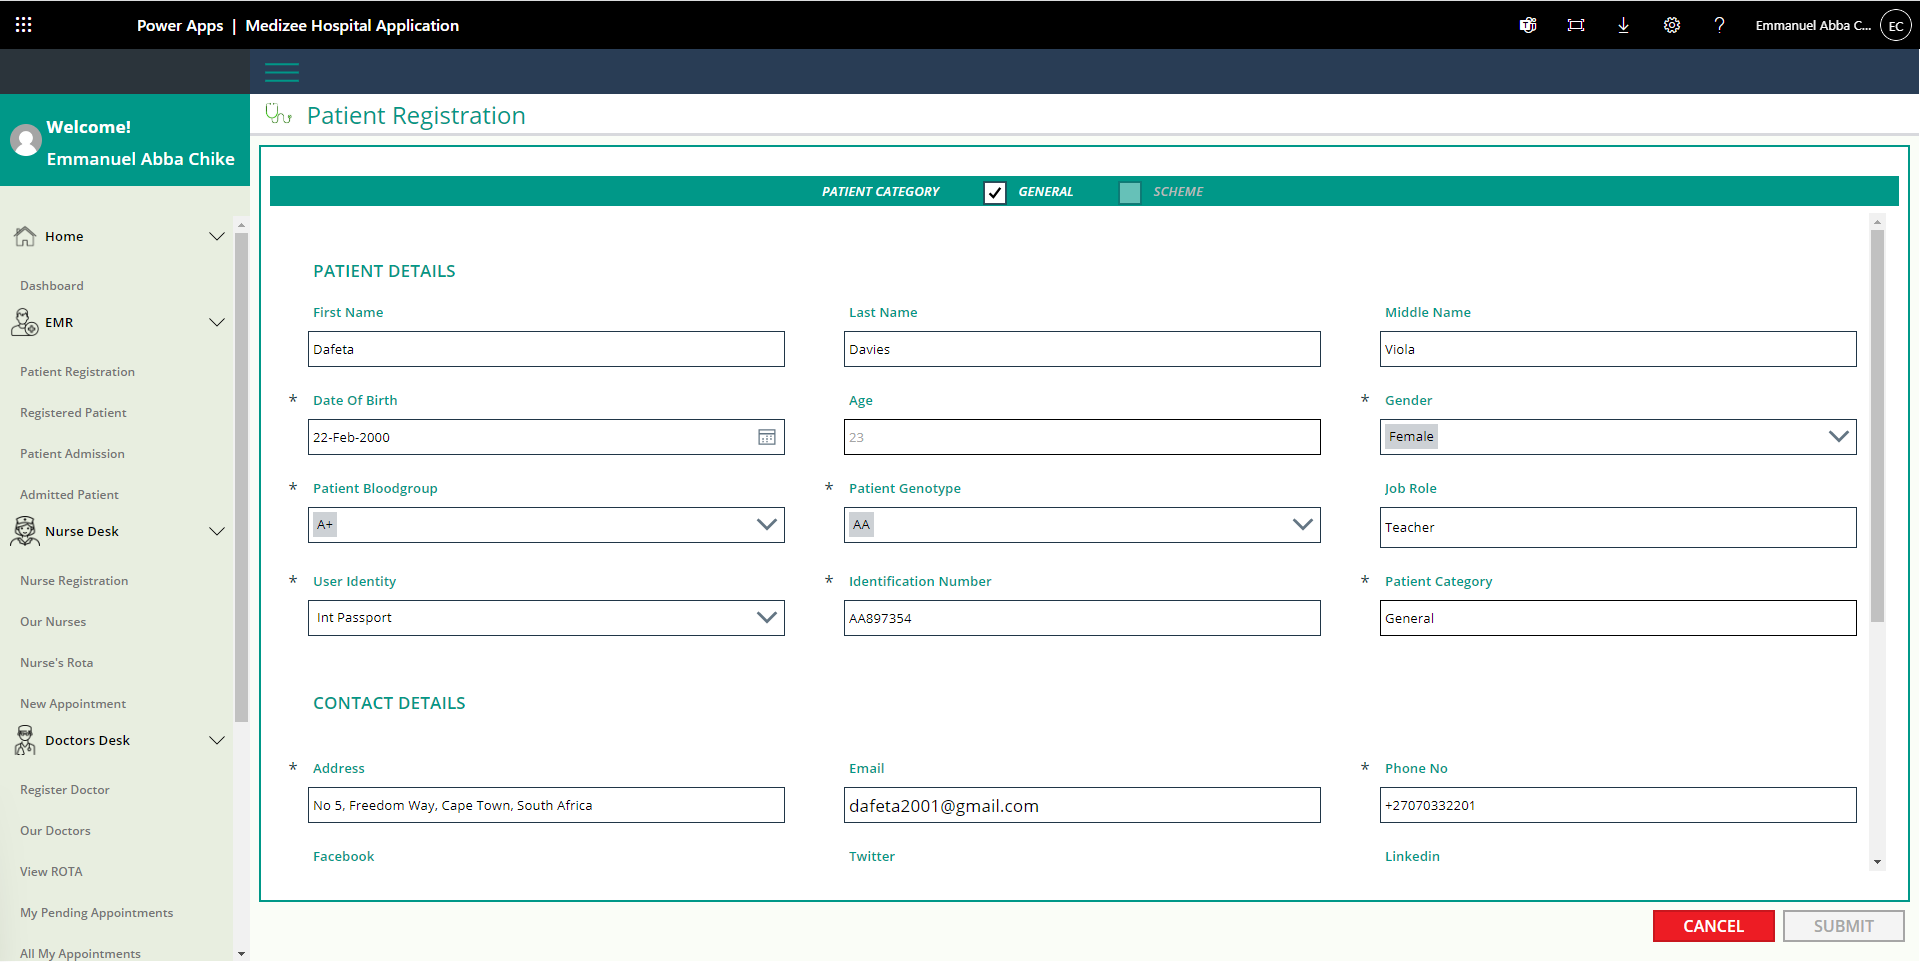 Power Apps | Medizee Hospital Application
Emmanuel Abba C... EC
Welcome!
Emmanuel Abba Chike
Home
Dashboard
EMR
Patient Registration
Registered Patient
Patient Admission
Admitted Patient
Nurse Desk
Nurse Registration
Our Nurses
Nurse's Rota
New Appointment
Doctors Desk
Register Doctor
Our Doctors
View ROTA
My Pending Appointments
All My Appointments
Patient Registration
PATIENT CATEGORY GENERAL SCHEME
PATIENT DETAILS
First Name Last Name Middle Name
Dafeta Davies Viola
* Date Of Birth Age * Gender
22-Feb-2000 23 Female
* Patient Bloodgroup * Patient Genotype Job Role
A+ AA Teacher
* User Identity * Identification Number * Patient Category
Int Passport AA897354 General
CONTACT DETAILS
* Address Email * Phone No
No 5, Freedom Way, Cape Town, South Africa dafeta2001@gmail.com +27070332201
Facebook Twitter Linkedin
CANCEL SUBMIT